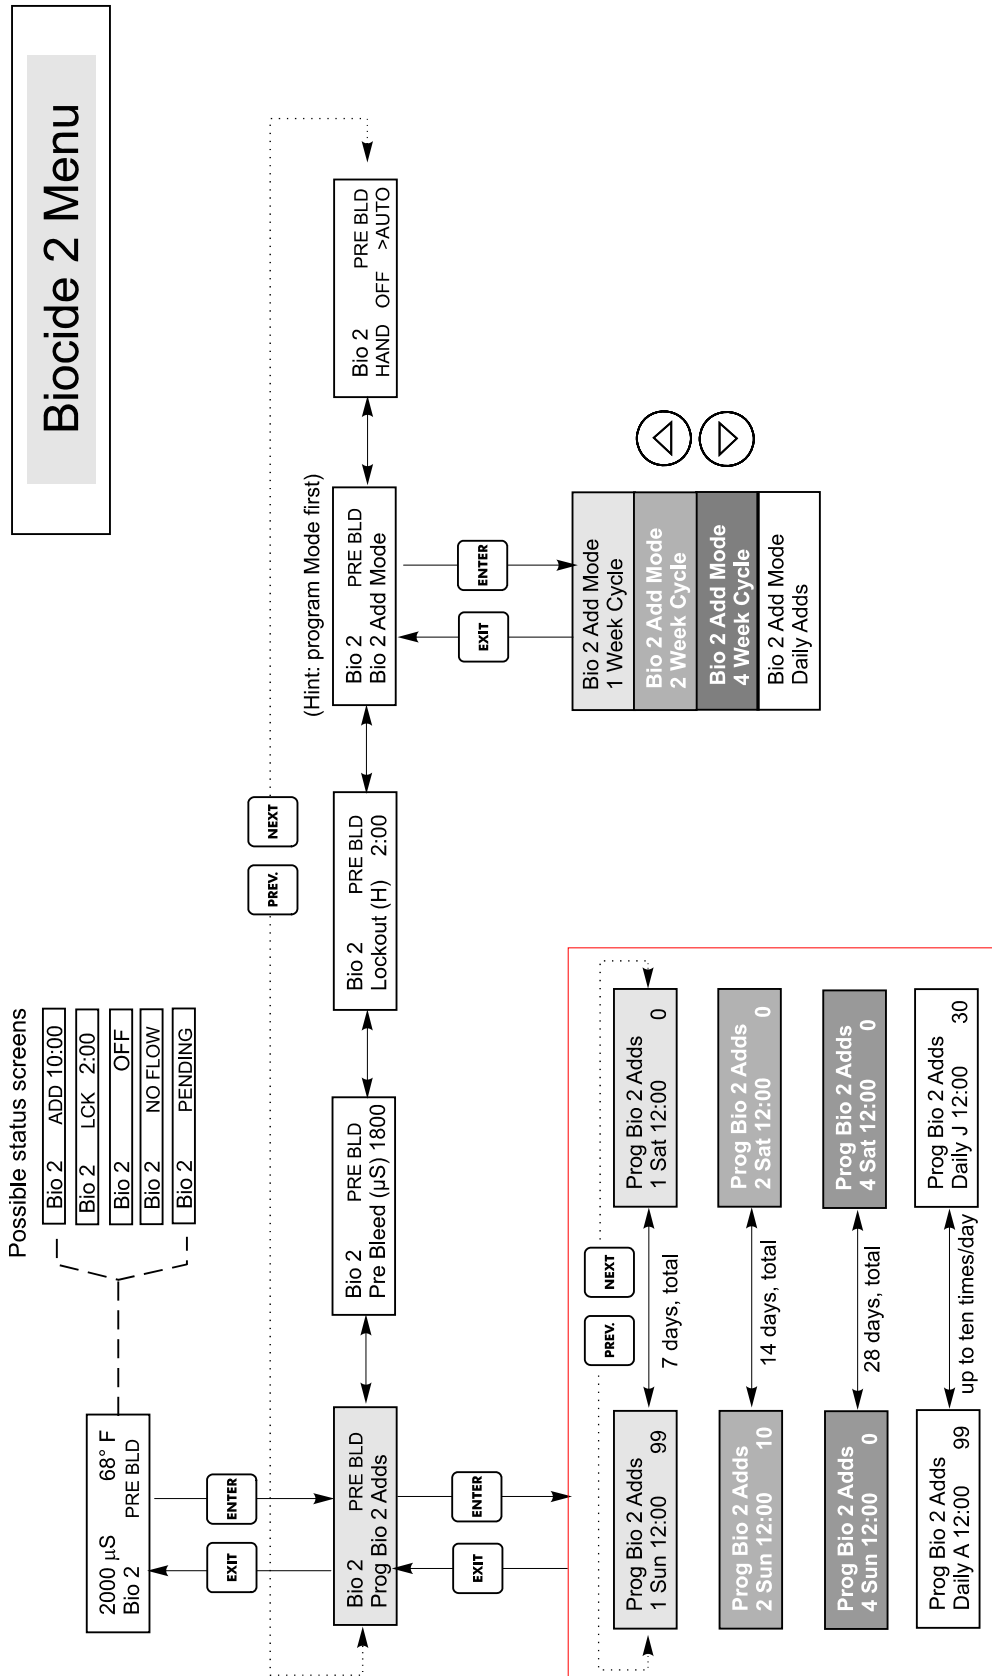 Biocide 2 Menu
Possible status screens
Bio 2 ADD 10:00
Bio 2 LCK 2:00
Bio 2 OFF
Bio 2 NO FLOW
Bio 2 PENDING
2000 µS 68° F
Bio 2 PRE BLD
EXIT
ENTER
PREV.
NEXT
(Hint: program Mode first)
Bio 2 PRE BLD
Prog Bio 2 Adds
Bio 2 PRE BLD
Pre Bleed (µS) 1800
Bio 2 PRE BLD
Lockout (H) 2:00
Bio 2 PRE BLD
Bio 2 Add Mode
Bio 2 PRE BLD
HAND OFF >AUTO
EXIT
ENTER
EXIT
ENTER
Bio 2 Add Mode
1 Week Cycle
Bio 2 Add Mode
2 Week Cycle
Bio 2 Add Mode
4 Week Cycle
Bio 2 Add Mode
Daily Adds
PREV.
NEXT
Prog Bio 2 Adds
1 Sun 12:00 99
7 days, total
Prog Bio 2 Adds
1 Sat 12:00 0
Prog Bio 2 Adds
2 Sun 12:00 10
14 days, total
Prog Bio 2 Adds
2 Sat 12:00 0
Prog Bio 2 Adds
4 Sun 12:00 0
28 days, total
Prog Bio 2 Adds
4 Sat 12:00 0
Prog Bio 2 Adds
Daily A 12:00 99
up to ten times/day
Prog Bio 2 Adds
Daily J 12:00 30